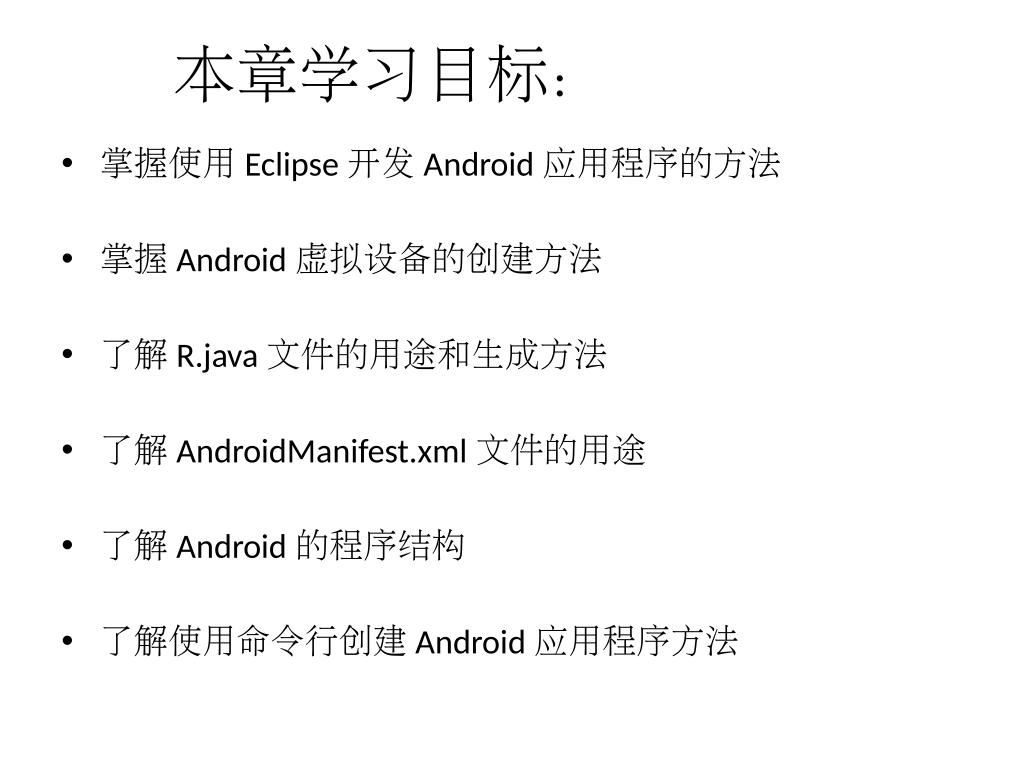 本章学习目标:
• 掌握使用 Eclipse 开发 Android 应用程序的方法
• 掌握 Android 虚拟设备的创建方法
• 了解 R.java 文件的用途和生成方法
• 了解 AndroidManifest.xml 文件的用途
• 了解 Android 的程序结构
• 了解使用命令行创建 Android 应用程序方法